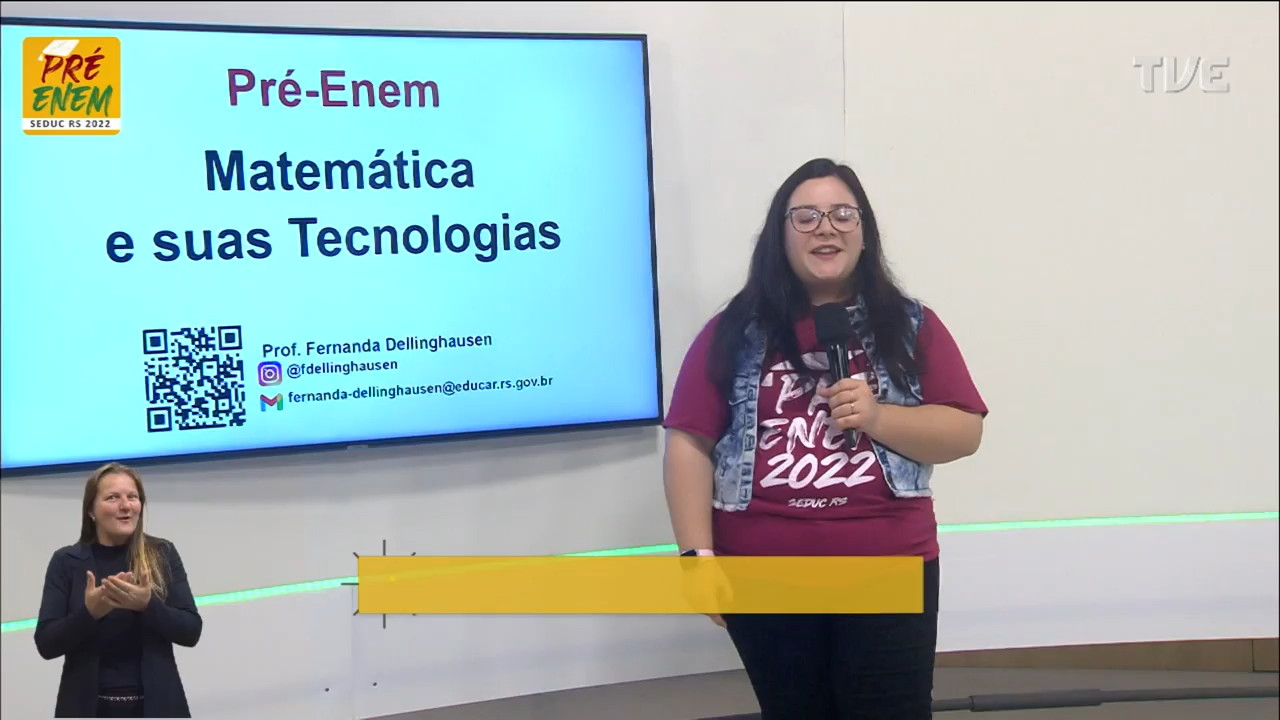 PRÉ
ENEM
SEDUC RS 2022
Pré-Enem
Matemática
e suas Tecnologias
Prof. Fernanda Dellinghausen
@fdellinghausen
fernanda-dellinghausen@educar.rs.gov.br
TVE
PRÉ
ENEM
2022
SEDUC RS